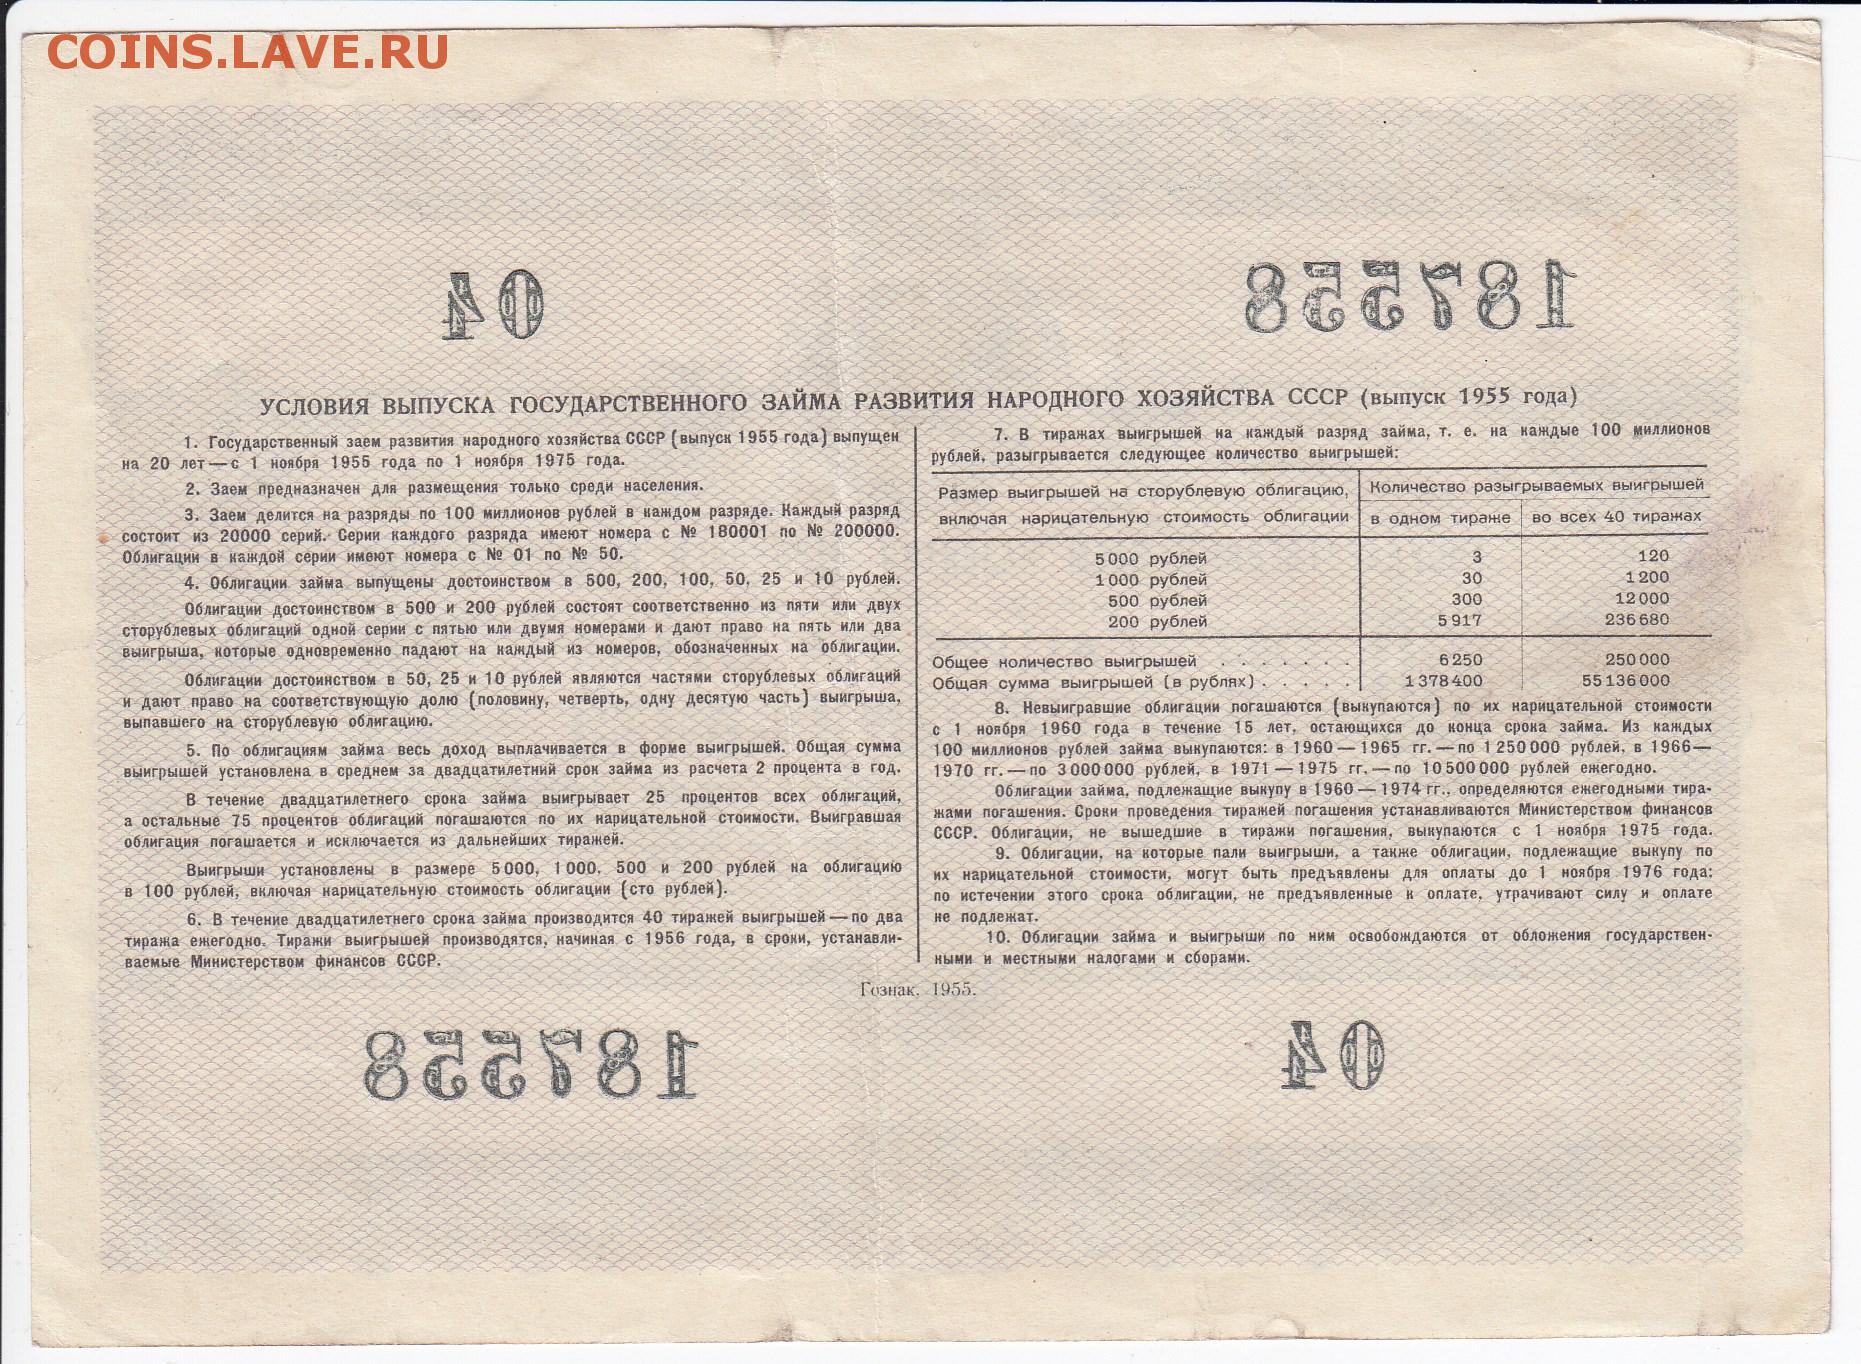 COINS.LAVE.RU
04 187558
УСЛОВИЯ ВЫПУСКА ГОСУДАРСТВЕННОГО ЗАЙМА РАЗВИТИЯ НАРОДНОГО ХОЗЯЙСТВА СССР (выпуск 1955 года)
1. Государственный заем развития народного хозяйства СССР (выпуск 1955 года) выпущен
на 20 лет—с 1 ноября 1955 года по 1 ноября 1975 года.
2. Заем предназначен для размещения только среди населения.
3. Заем делится на разряды по 100 миллионов рублей в каждом разряде. Каждый разряд
состоит из 20000 серий. Серии каждого разряда имеют номера с № 180001 по № 200000.
Облигации в каждой серии имеют номера с № 01 по № 50.
4. Облигации займа выпущены достоинством в 500, 200, 100, 50, 25 и 10 рублей.
Облигации достоинством в 500 и 200 рублей состоят соответственно из пяти или двух
сторублевых облигаций одной серии с пятью или двумя номерами и дают право на пять или два
выигрыша, которые одновременно падают на каждый из номеров, обозначенных на облигации.
Облигации достоинством в 50, 25 и 10 рублей являются частями сторублевых облигаций
и дают право на соответствующую долю (половину, четверть, одну десятую часть) выигрыша,
выпавшего на сторублевую облигацию.
5. По облигациям займа весь доход выплачивается в форме выигрышей. Общая сумма
выигрышей установлена в среднем за двадцатилетний срок займа из расчета 2 процента в год.
В течение двадцатилетнего срока займа выигрывает 25 процентов всех облигаций,
а остальные 75 процентов облигаций погашаются по их нарицательной стоимости. Выигравшая
облигация погашается и исключается из дальнейших тиражей.
Выигрыши установлены в размере 5000, 1000, 500 и 200 рублей на облигацию
в 100 рублей, включая нарицательную стоимость облигации (сто рублей).
6. В течение двадцатилетнего срока займа производится 40 тиражей выигрышей—по два
тиража ежегодно. Тиражи выигрышей производятся, начиная с 1956 года, в сроки, устанавли-
ваемые Министерством финансов СССР.
7. В тиражах выигрышей на каждый разряд займа, т. е. на каждые 100 миллионов
рублей, разыгрывается следующее количество выигрышей:
Размер выигрышей на сторублевую облигацию, Количество разыгрываемых выигрышей
включая нарицательную стоимость облигации в одном тираже во всех 40 тиражах
5000 рублей 3 120
1000 рублей 30 1200
500 рублей 300 12000
200 рублей 5917 236680
Общее количество выигрышей . . . . . . . 6250 250000
Общая сумма выигрышей (в рублях) . . . . . 1378400 55136000
8. Невыигравшие облигации погашаются (выкупаются) по их нарицательной стоимости
с 1 ноября 1960 года в течение 15 лет, остающихся до конца срока займа. Из каждых
100 миллионов рублей займа выкупаются: в 1960—1965 гг.—по 1250000 рублей, в 1966—
1970 гг.—по 3000000 рублей, в 1971—1975 гг.—по 10500000 рублей ежегодно.
Облигации займа, подлежащие выкупу в 1960—1974 гг., определяются ежегодными тира-
жами погашения. Сроки проведения тиражей погашения устанавливаются Министерством финансов
СССР. Облигации, не вышедшие в тиражи погашения, выкупаются с 1 ноября 1975 года.
9. Облигации, на которые пали выигрыши, а также облигации, подлежащие выкупу по
их нарицательной стоимости, могут быть предъявлены для оплаты до 1 ноября 1976 года;
по истечении этого срока облигации, не предъявленные к оплате, утрачивают силу и оплате
не подлежат.
10. Облигации займа и выигрыши по ним освобождаются от обложения государствен-
ными и местными налогами и сборами.
Гознак. 1955.
187558 04